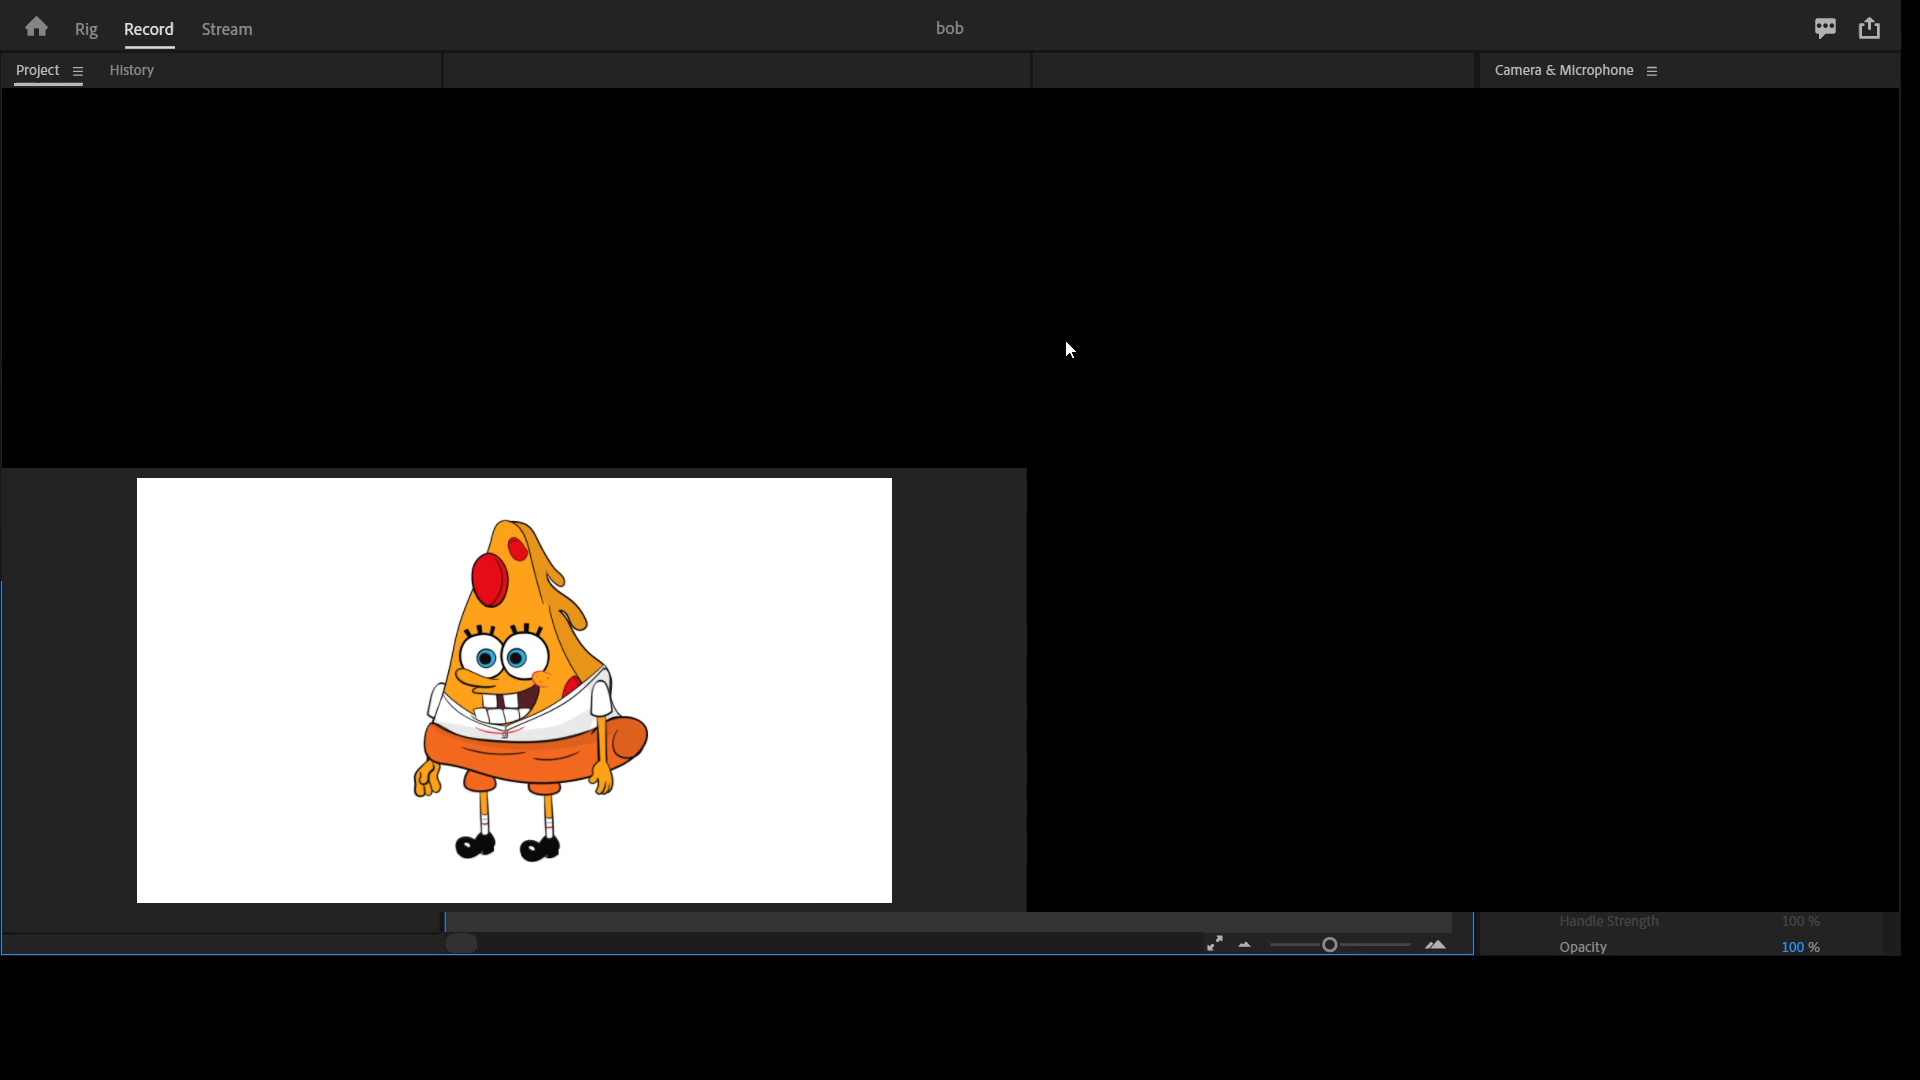 Rig Record Stream bob
Project History Camera & Microphone
Handle Strength 100 %
Opacity 100 %